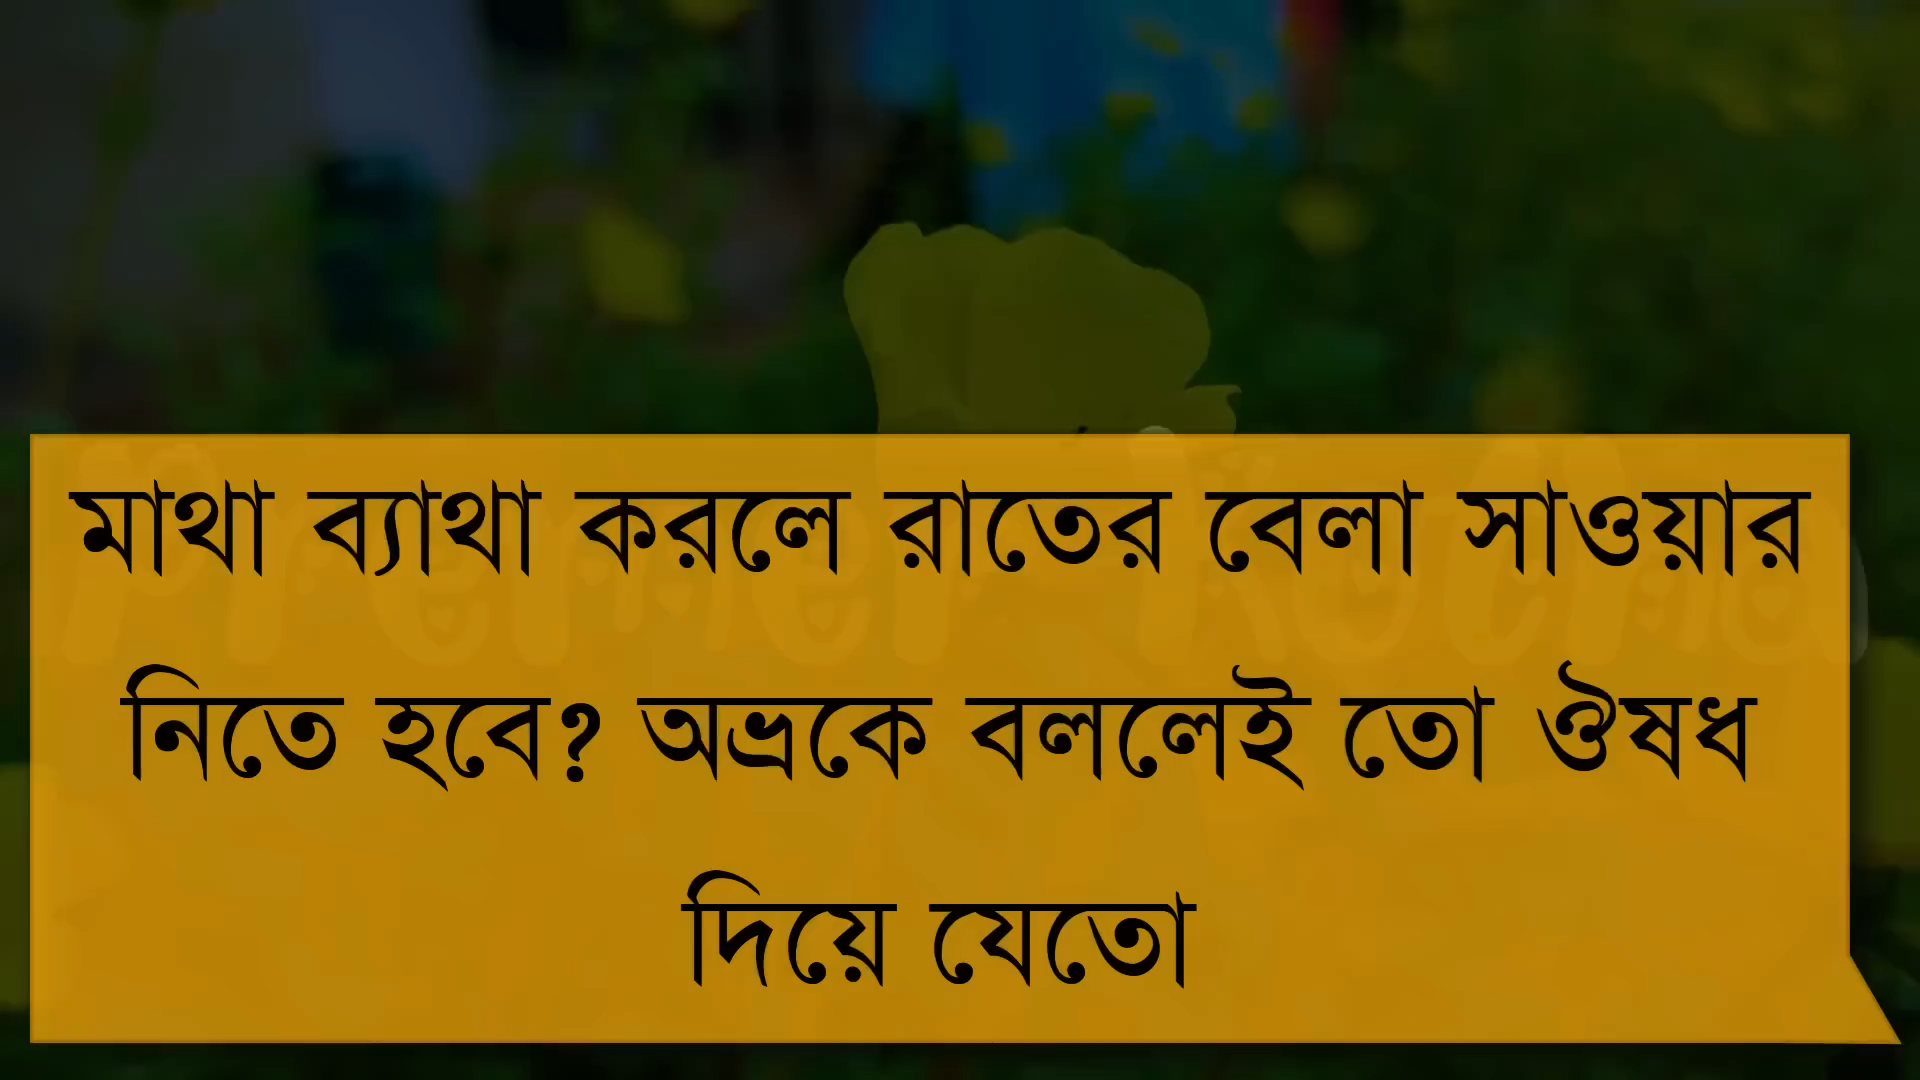 মাথা ব্যাথা করলে রাতের বেলা সাওয়ার
নিতে হবে? অভ্রকে বললেই তো ঔষধ
দিয়ে যেতো